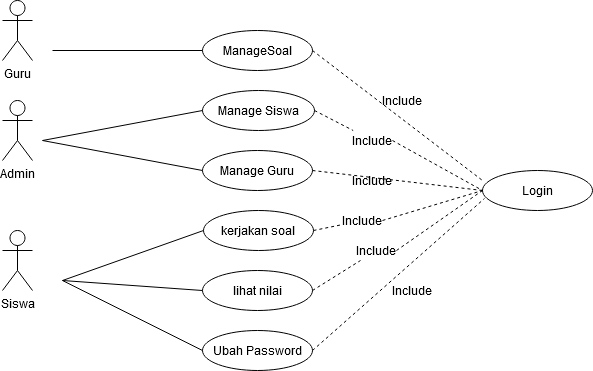 Guru
ManageSoal
Include
Manage Siswa
Include
Admin
Manage Guru
Include
Login
kerjakan soal
Include
Include
Siswa
lihat nilai
Include
Ubah Password